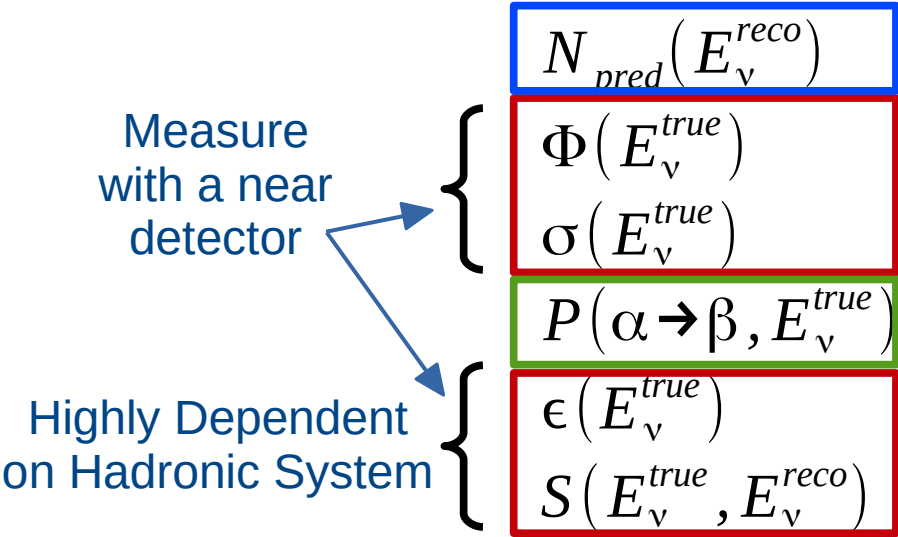 N_pred(E_ν^reco)
Measure
with a near
detector
Φ(E_ν^true)
σ(E_ν^true)
P(α→β, E_ν^true)
Highly Dependent
on Hadronic System
ϵ(E_ν^true)
S(E_ν^true, E_ν^reco)